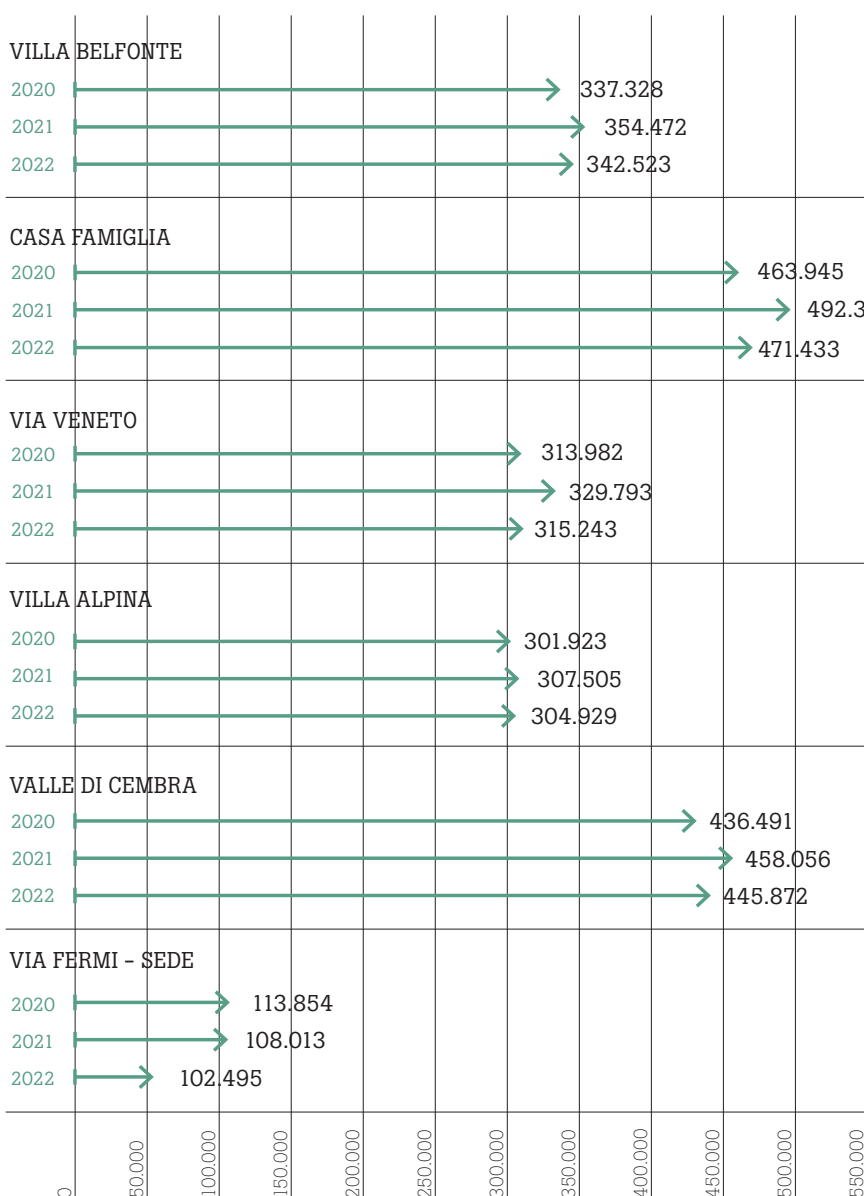 VILLA BELFONTE
2020 337.328
2021 354.472
2022 342.523
CASA FAMIGLIA
2020 463.945
2021 492.3
2022 471.433
VIA VENETO
2020 313.982
2021 329.793
2022 315.243
VILLA ALPINA
2020 301.923
2021 307.505
2022 304.929
VALLE DI CEMBRA
2020 436.491
2021 458.056
2022 445.872
VIA FERMI - SEDE
2020 113.854
2021 108.013
2022 102.495
0 50.000 100.000 150.000 200.000 250.000 300.000 350.000 400.000 450.000 500.000 550.000